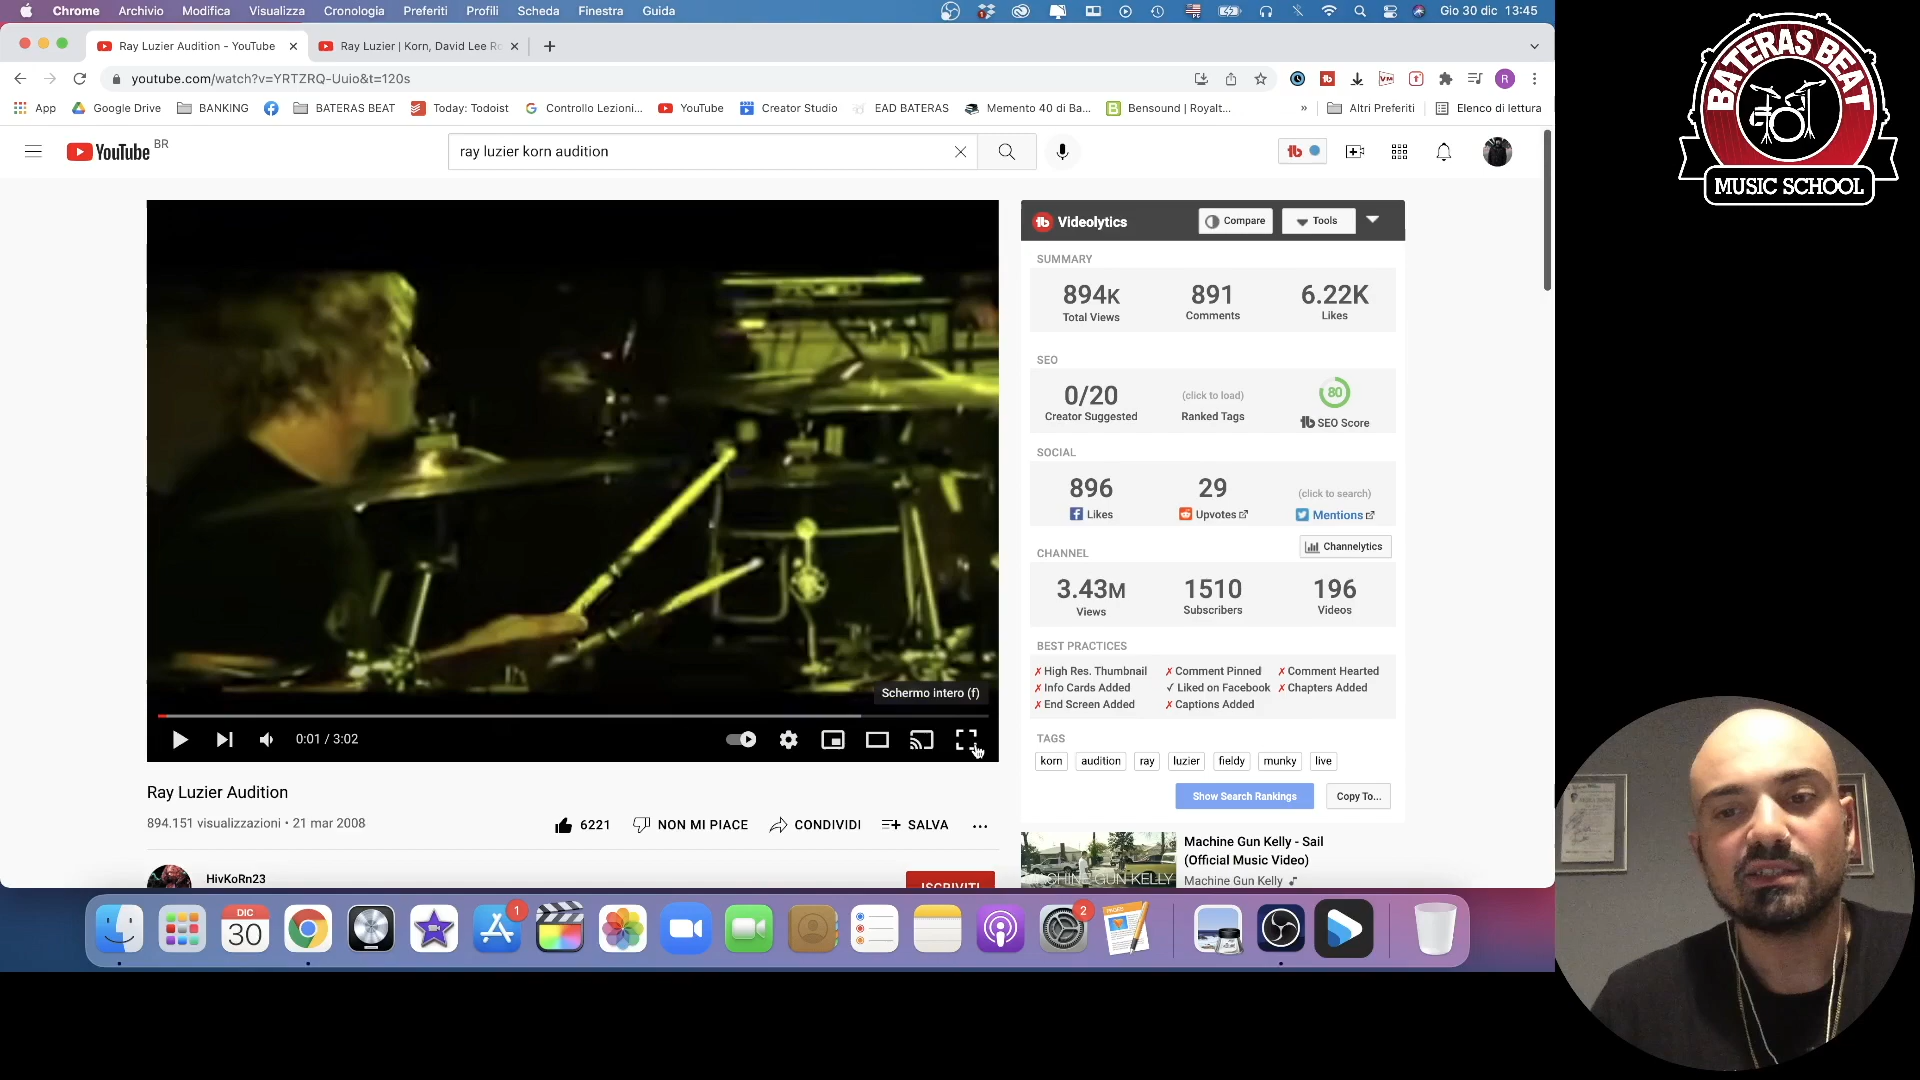 Chrome Archivio Modifica Visualizza Cronologia Preferiti Profili Scheda Finestra Guida Gio 30 dic 13:45
Ray Luzier Audition - YouTube
Ray Luzier | Korn, David Lee Ro
youtube.com/watch?v=YRTZRQ-Uuio&t=120s
R
App Google Drive BANKING BATERAS BEAT Today: Todoist Controllo Lezioni... YouTube Creator Studio EAD BATERAS Memento 40 di Ba... Bensound | Royalt... » Altri Preferiti Elenco di lettura
YouTube BR
ray luzier korn audition
Videolytics Compare Tools
SUMMARY
894K 891 6.22K
Total Views Comments Likes
SEO
0/20 (click to load) 80
Creator Suggested Ranked Tags SEO Score
SOCIAL
896 29 (click to search)
Likes Upvotes Mentions
CHANNEL Channelytics
3.43M 1510 196
Views Subscribers Videos
BEST PRACTICES
✗ High Res. Thumbnail ✗ Comment Pinned ✗ Comment Hearted
✗ Info Cards Added ✓ Liked on Facebook ✗ Chapters Added
✗ End Screen Added ✗ Captions Added
TAGS
korn audition ray luzier fieldy munky live
Show Search Rankings Copy To...
Schermo intero (f)
0:01 / 3:02
Ray Luzier Audition
894.151 visualizzazioni • 21 mar 2008
6221 NON MI PIACE CONDIVIDI SALVA
HivKoRn23
ISCRIVITI
MACHINE GUN KELLY
Machine Gun Kelly - Sail
(Official Music Video)
Machine Gun Kelly
DIC
30
1
2
BATERAS BEAT
MUSIC SCHOOL